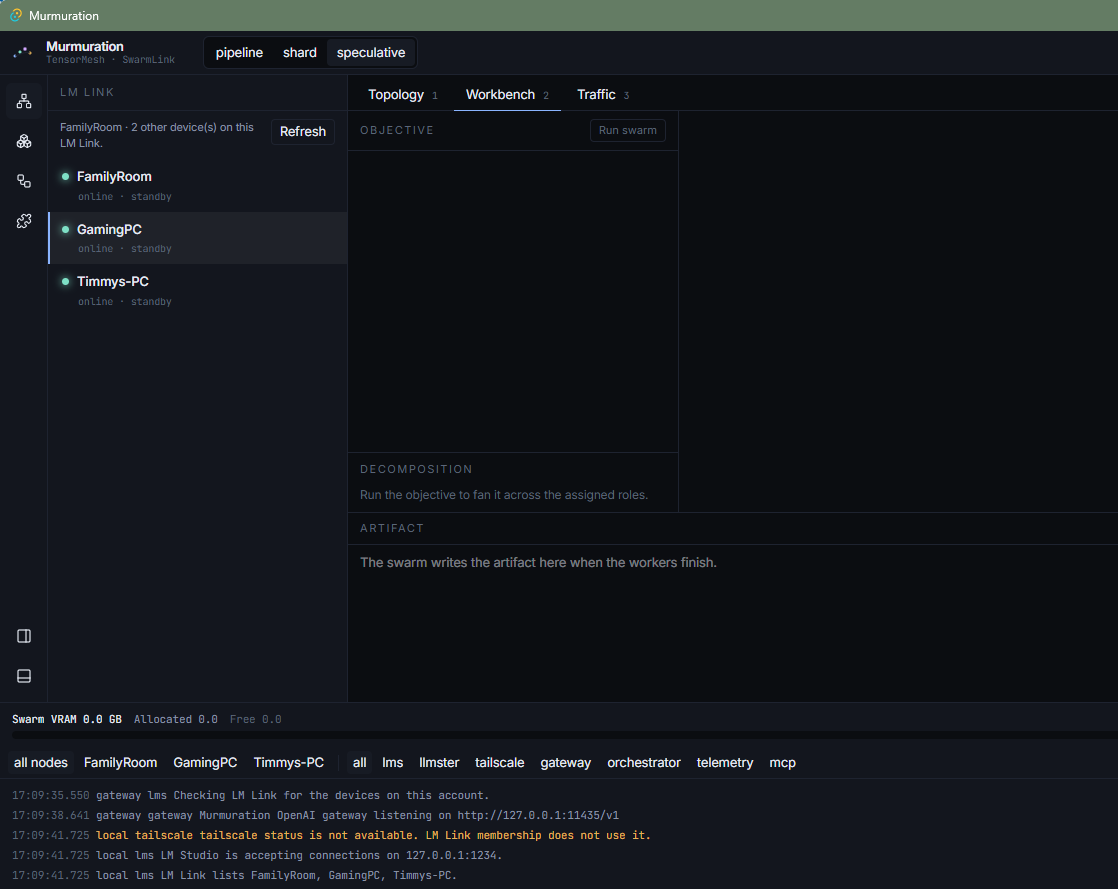 Murmuration
Murmuration
TensorMesh · SwarmLink
pipeline shard speculative
LM LINK
FamilyRoom · 2 other device(s) on this
LM Link.
Refresh
FamilyRoom
online · standby
GamingPC
online · standby
Timmys-PC
online · standby
Topology 1 Workbench 2 Traffic 3
OBJECTIVE
Run swarm
DECOMPOSITION
Run the objective to fan it across the assigned roles.
ARTIFACT
The swarm writes the artifact here when the workers finish.
Swarm VRAM 0.0 GB Allocated 0.0 Free 0.0
all nodes FamilyRoom GamingPC Timmys-PC all lms llmster tailscale gateway orchestrator telemetry mcp
17:09:35.550 gateway lms Checking LM Link for the devices on this account.
17:09:38.641 gateway gateway Murmuration OpenAI gateway listening on http://127.0.0.1:11435/v1
17:09:41.725 local tailscale tailscale status is not available. LM Link membership does not use it.
17:09:41.725 local lms LM Studio is accepting connections on 127.0.0.1:1234.
17:09:41.725 local lms LM Link lists FamilyRoom, GamingPC, Timmys-PC.